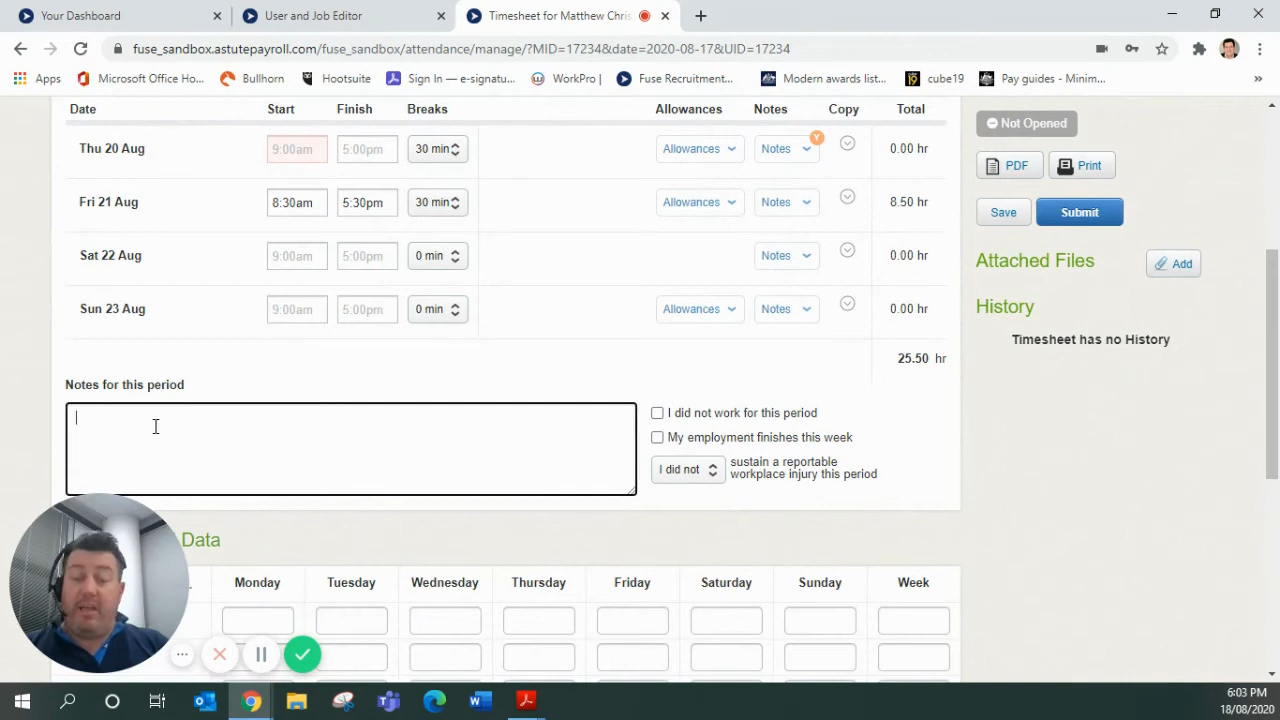 Your Dashboard
User and Job Editor
Timesheet for Matthew Chris
fuse_sandbox.astutepayroll.com/fuse_sandbox/attendance/manage/?MID=17234&date=2020-08-17&UID=17234
Apps
Microsoft Office Ho...
Bullhorn
Hootsuite
Sign In — e-signatu...
WorkPro |
Fuse Recruitment...
Modern awards list...
cube19
Pay guides - Minim...
»
Date Start Finish Breaks Allowances Notes Copy Total
Thu 20 Aug 9:00am 5:00pm 30 min Allowances Notes Y 0.00 hr
Fri 21 Aug 8:30am 5:30pm 30 min Allowances Notes 8.50 hr
Sat 22 Aug 9:00am 5:00pm 0 min Notes 0.00 hr
Sun 23 Aug 9:00am 5:00pm 0 min Allowances Notes 0.00 hr
25.50 hr
Notes for this period
I did not work for this period
My employment finishes this week
I did not
sustain a reportable
workplace injury this period
Not Opened
PDF
Print
Save
Submit
Attached Files
Add
History
Timesheet has no History
Data
Monday Tuesday Wednesday Thursday Friday Saturday Sunday Week
6:03 PM
18/08/2020